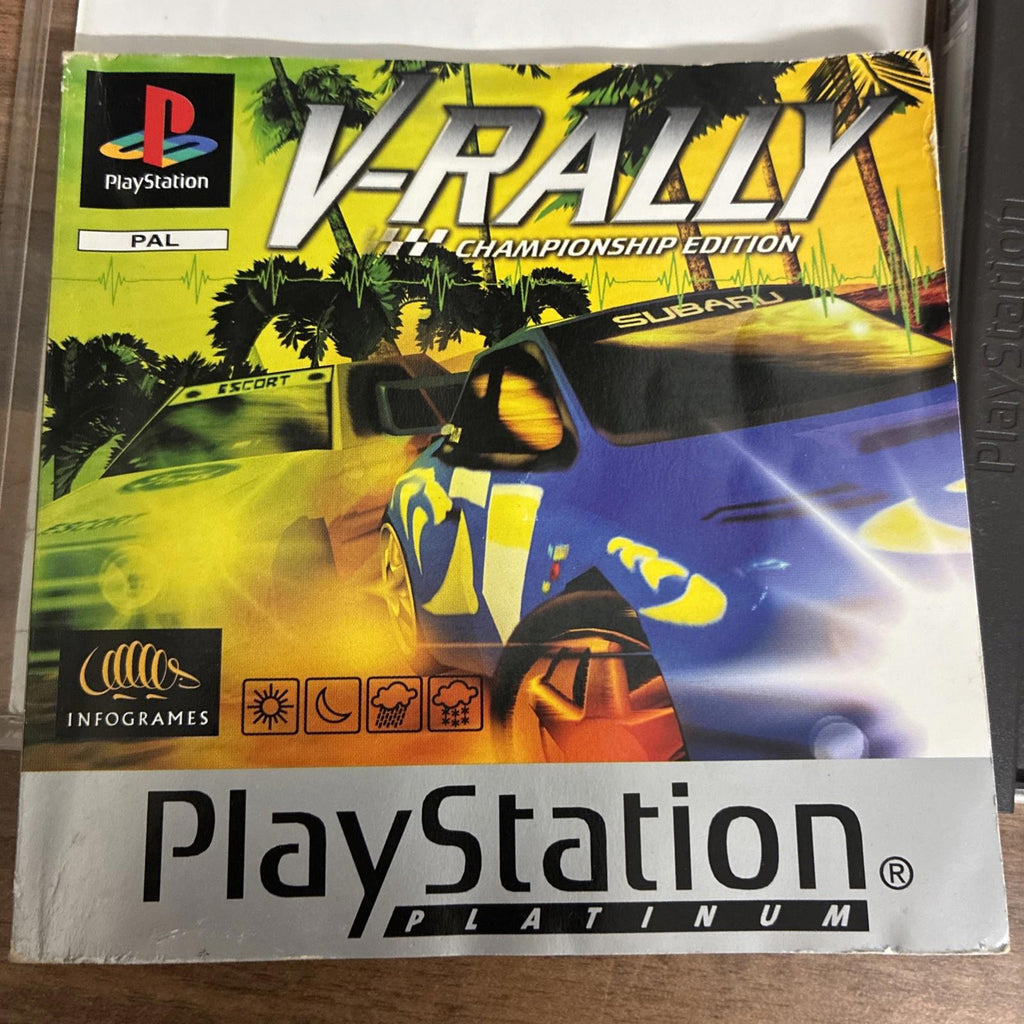 PlayStation
PAL
V-RALLY
CHAMPIONSHIP EDITION
SUBARU
ESCORT
ESCORT
INFOGRAMES
PlayStation®
PLATINUM
PlayStation